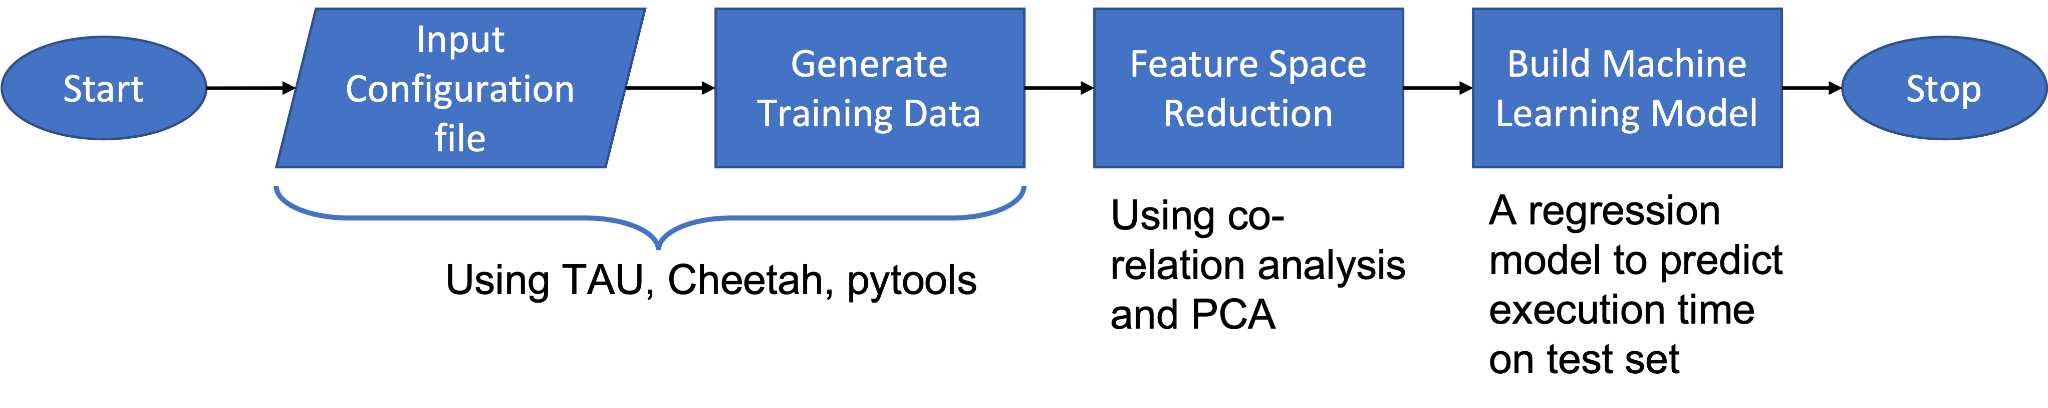 Start
Input
Configuration
file
Generate
Training Data
Feature Space
Reduction
Build Machine
Learning Model
Stop
Using TAU, Cheetah, pytools
Using co-
relation analysis
and PCA
A regression
model to predict
execution time
on test set